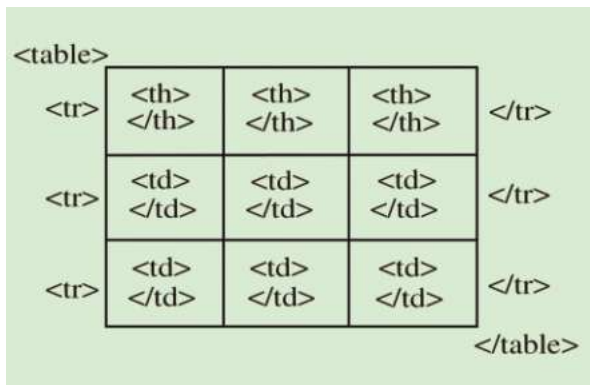 <table>
<th> <th> <th>
<tr> </tr>
</th> </th> </th>
<td> <td> <td>
<tr> </tr>
</td> </td> </td>
<td> <td> <td>
<tr> </tr>
</td> </td> </td>
</table>